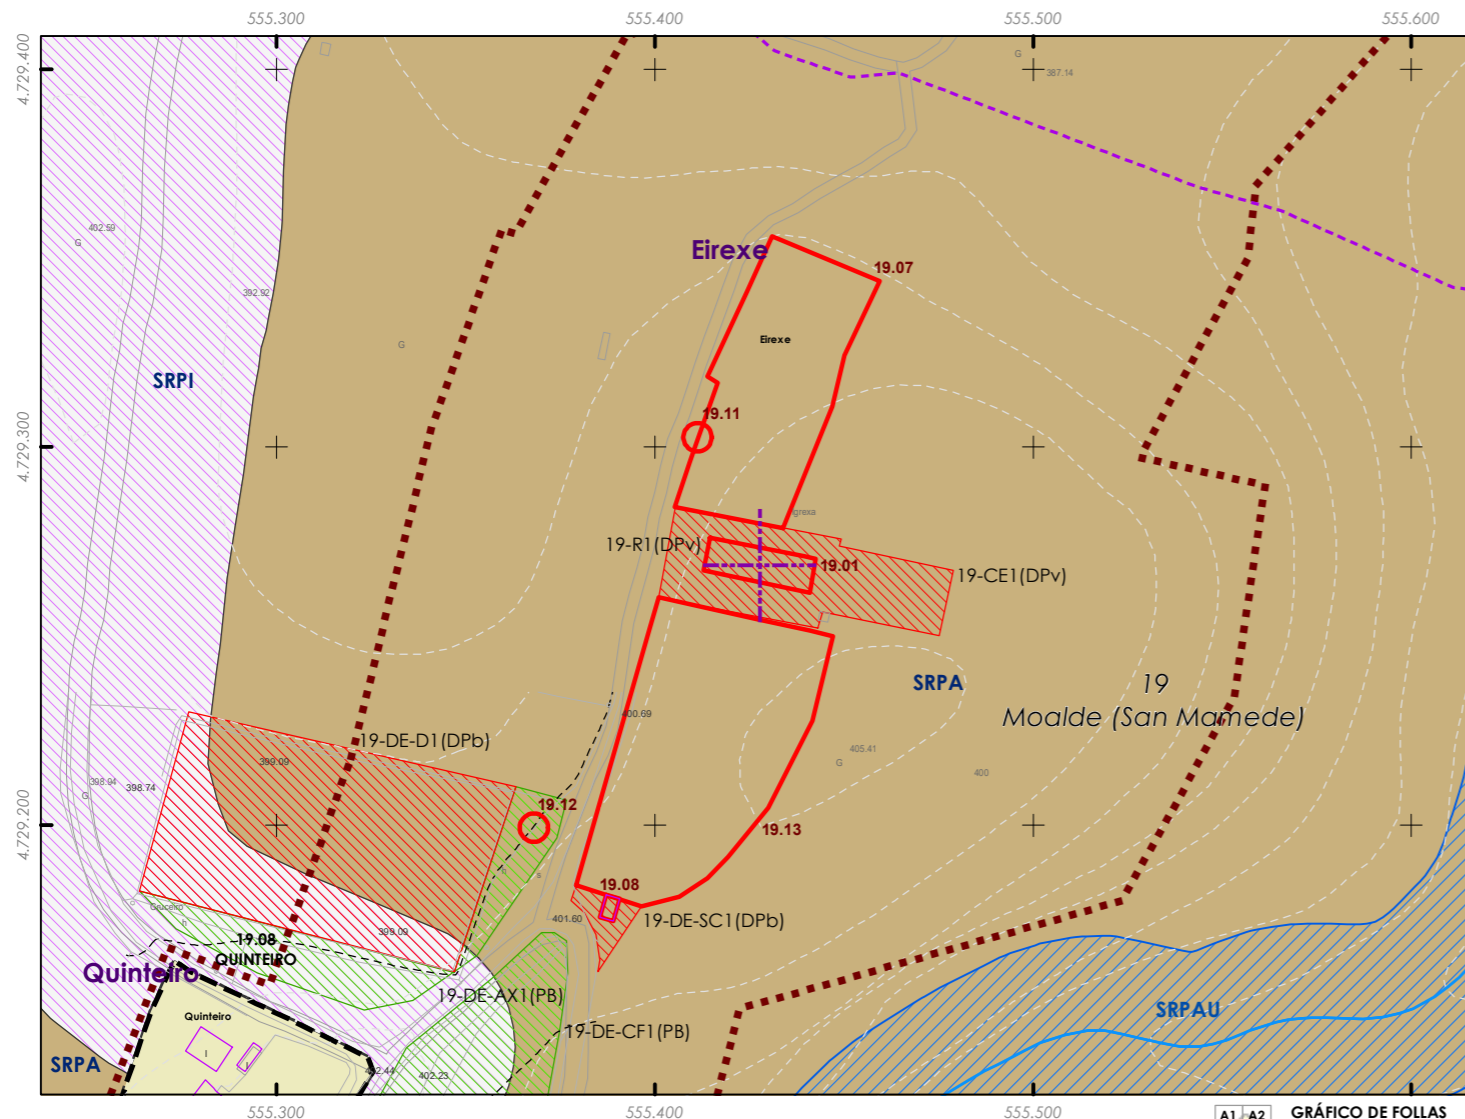 555.300 555.400 555.500 555.600
4.729.400
G
387.14
402.59
G
Eirexe
19.07
392.92
G
Eirexe
SRPI
19.11
4.729.300
Igrexa
19-R1(DPv)
19.01
19-CE1(DPv)
SRPA
19
Moalde (San Mamede)
400.69
19-DE-D1(DPb)
405.41
G
400
399.09
398.94
398.74
G
19.12
4.729.200
19.13
h
s
19.08
o
Cruceiro
h
401.60
19-DE-SC1(DPb)
399.09
19.08
QUINTEIRO
Quinteiro
19-DE-AX1(PB)
SRPAU
Quinteiro
19-DE-CF1(PB)
I
I
SRPA
402.44
402.23
555.300 555.400 555.500
A1 A2
GRÁFICO DE FOLLAS